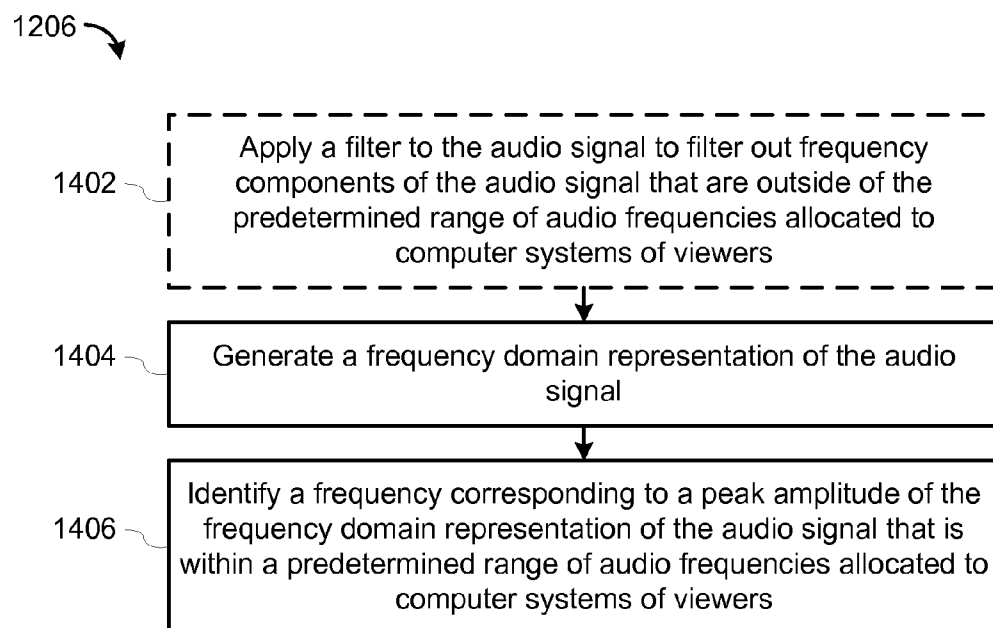 1206
1402
Apply a filter to the audio signal to filter out frequency
components of the audio signal that are outside of the
predetermined range of audio frequencies allocated to
computer systems of viewers
1404
Generate a frequency domain representation of the audio
signal
1406
Identify a frequency corresponding to a peak amplitude of the
frequency domain representation of the audio signal that is
within a predetermined range of audio frequencies allocated to
computer systems of viewers